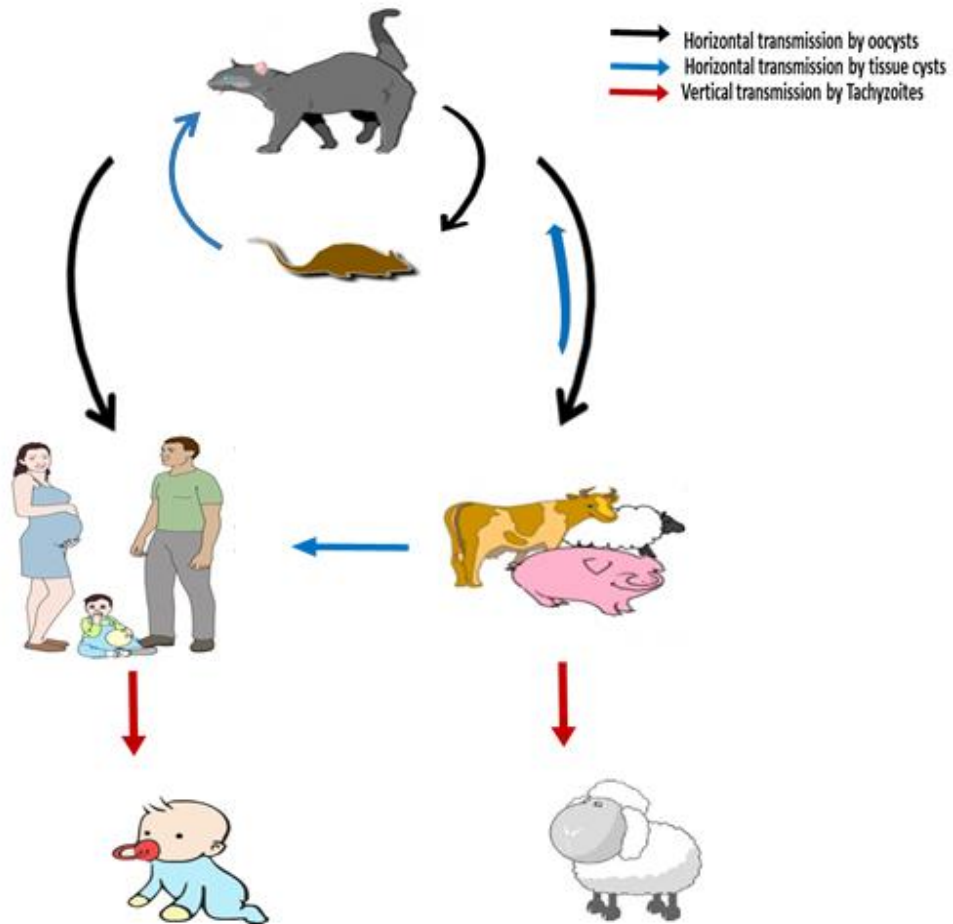 Horizontal transmission by oocysts
Horizontal transmission by tissue cysts
Vertical transmission by Tachyzoites